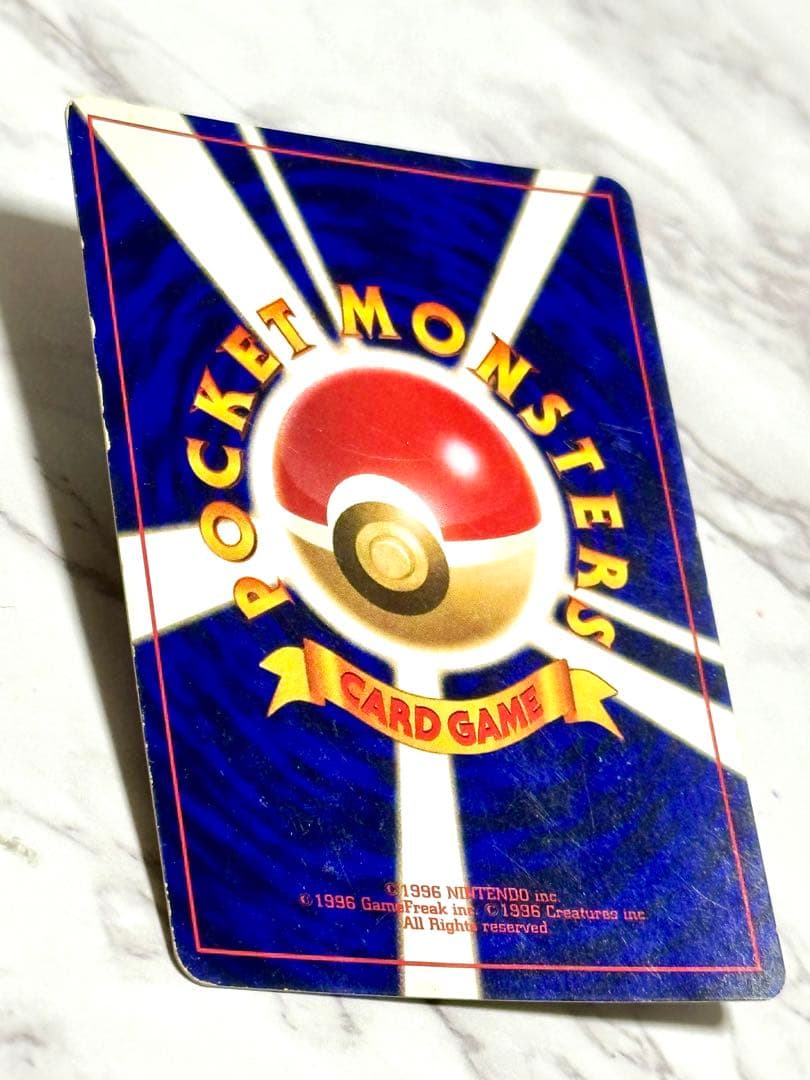 POCKET MONSTERS
CARD GAME
©1996 NINTENDO inc.
©1996 GameFreak inc. ©1996 Creatures inc.
All Rights reserved